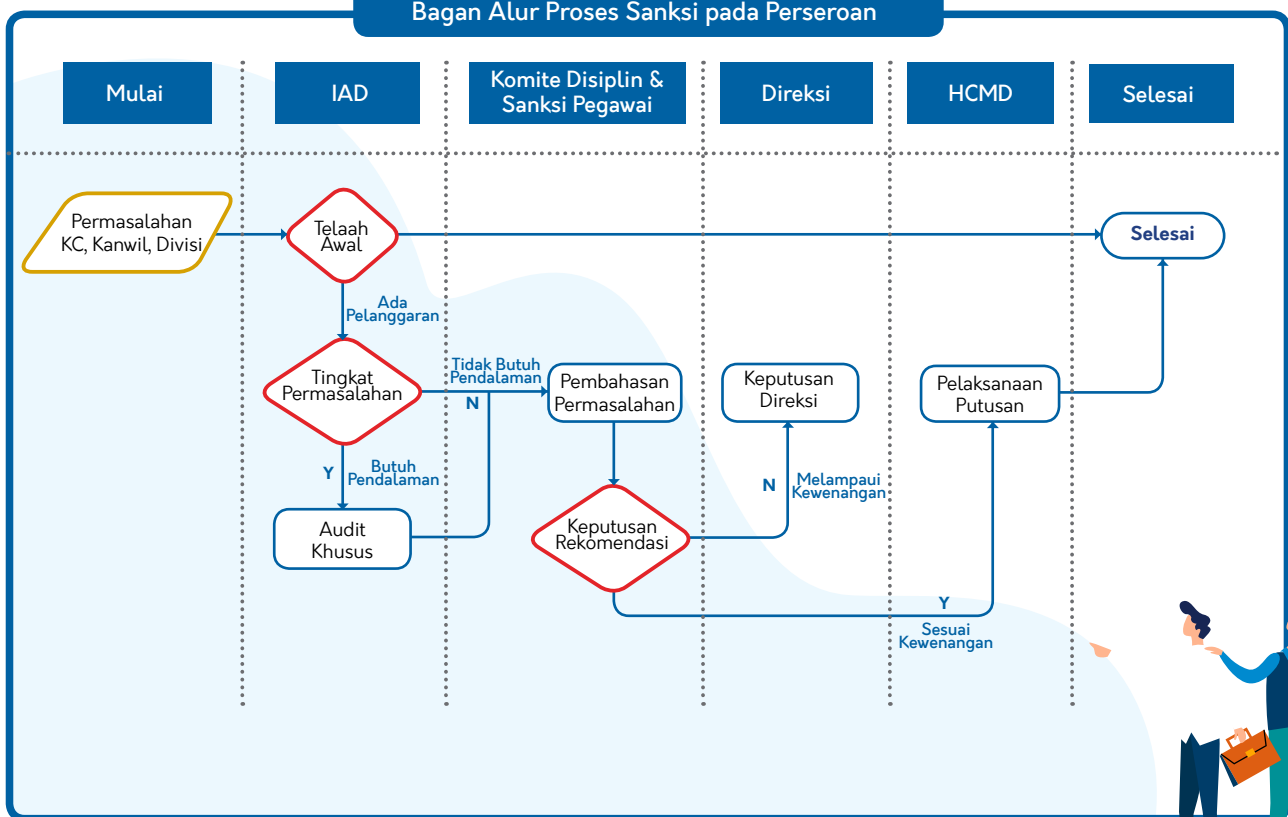 Bagan Alur Proses Sanksi pada Perseroan
Mulai
IAD
Komite Disiplin &
Sanksi Pegawai
Direksi
HCMD
Selesai
Permasalahan
KC, Kanwil, Divisi
Telaah
Awal
Selesai
Ada
Pelanggaran
Tingkat
Permasalahan
Tidak Butuh
Pendalaman
N
Pembahasan
Permasalahan
Keputusan
Direksi
Pelaksanaan
Putusan
Y
Butuh
Pendalaman
N
Melampaui
Kewenangan
Audit
Khusus
Keputusan
Rekomendasi
Y
Sesuai
Kewenangan